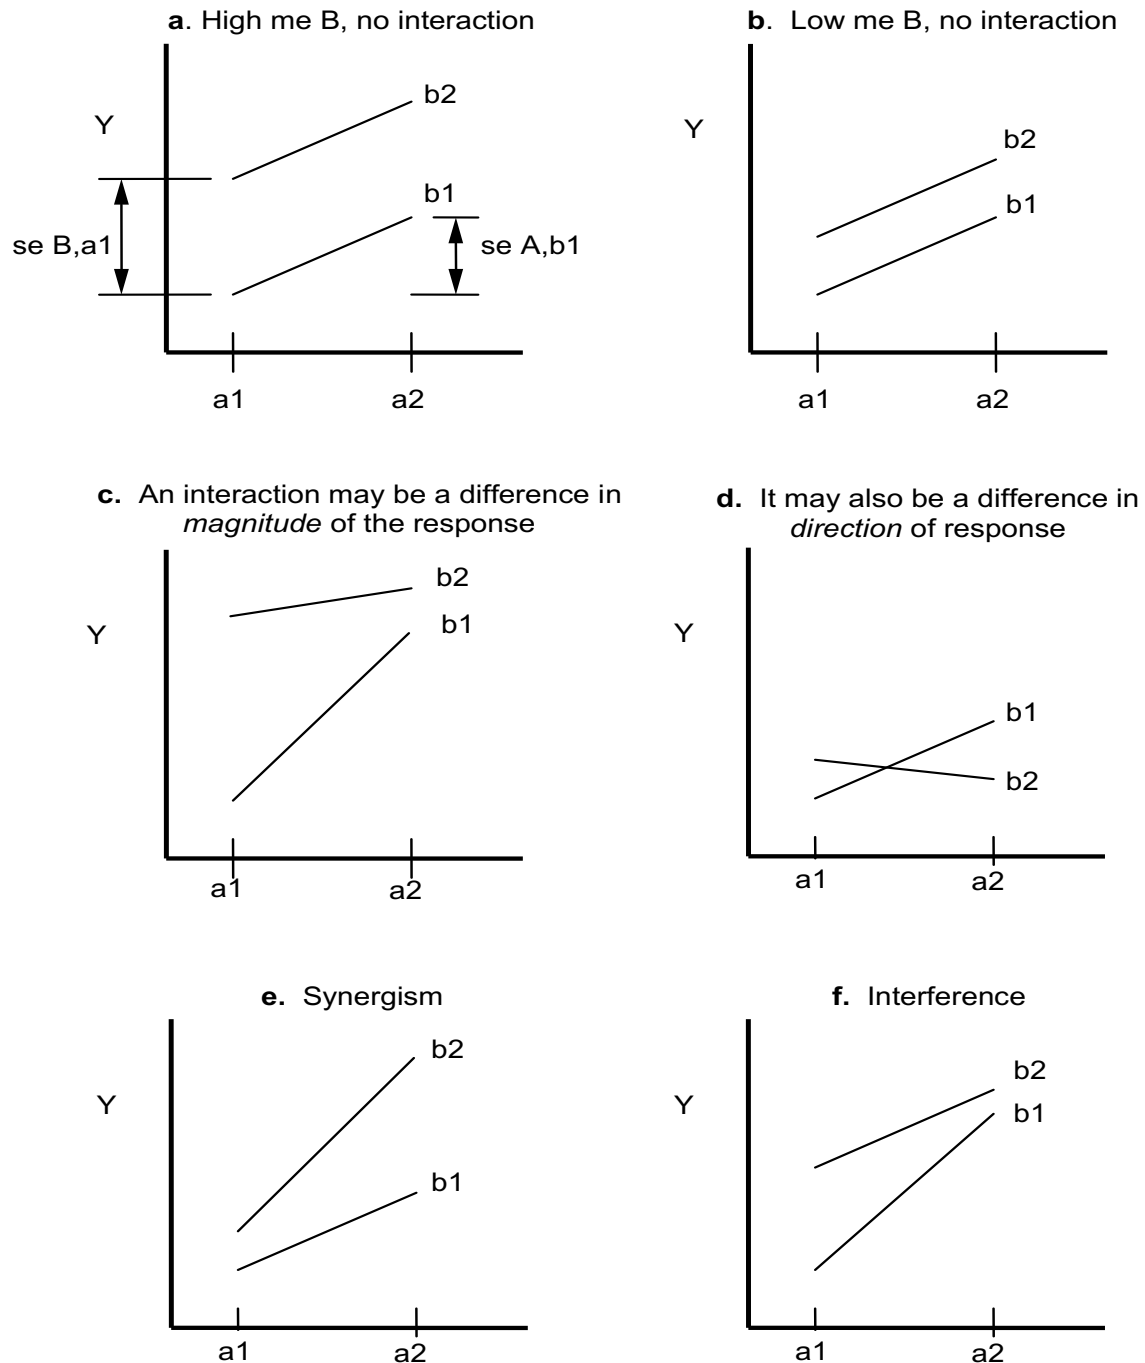 a. High me B, no interaction
b. Low me B, no interaction
b2
Y
b1
se B,a1
se A,b1
a1
a2
Y
b2
b1
a1
a2
c. An interaction may be a difference in
magnitude of the response
d. It may also be a difference in
direction of response
b2
Y
b1
a1
a2
Y
b1
b2
a1
a2
e. Synergism
f. Interference
b2
Y
b1
a1
a2
b2
Y
b1
a1
a2